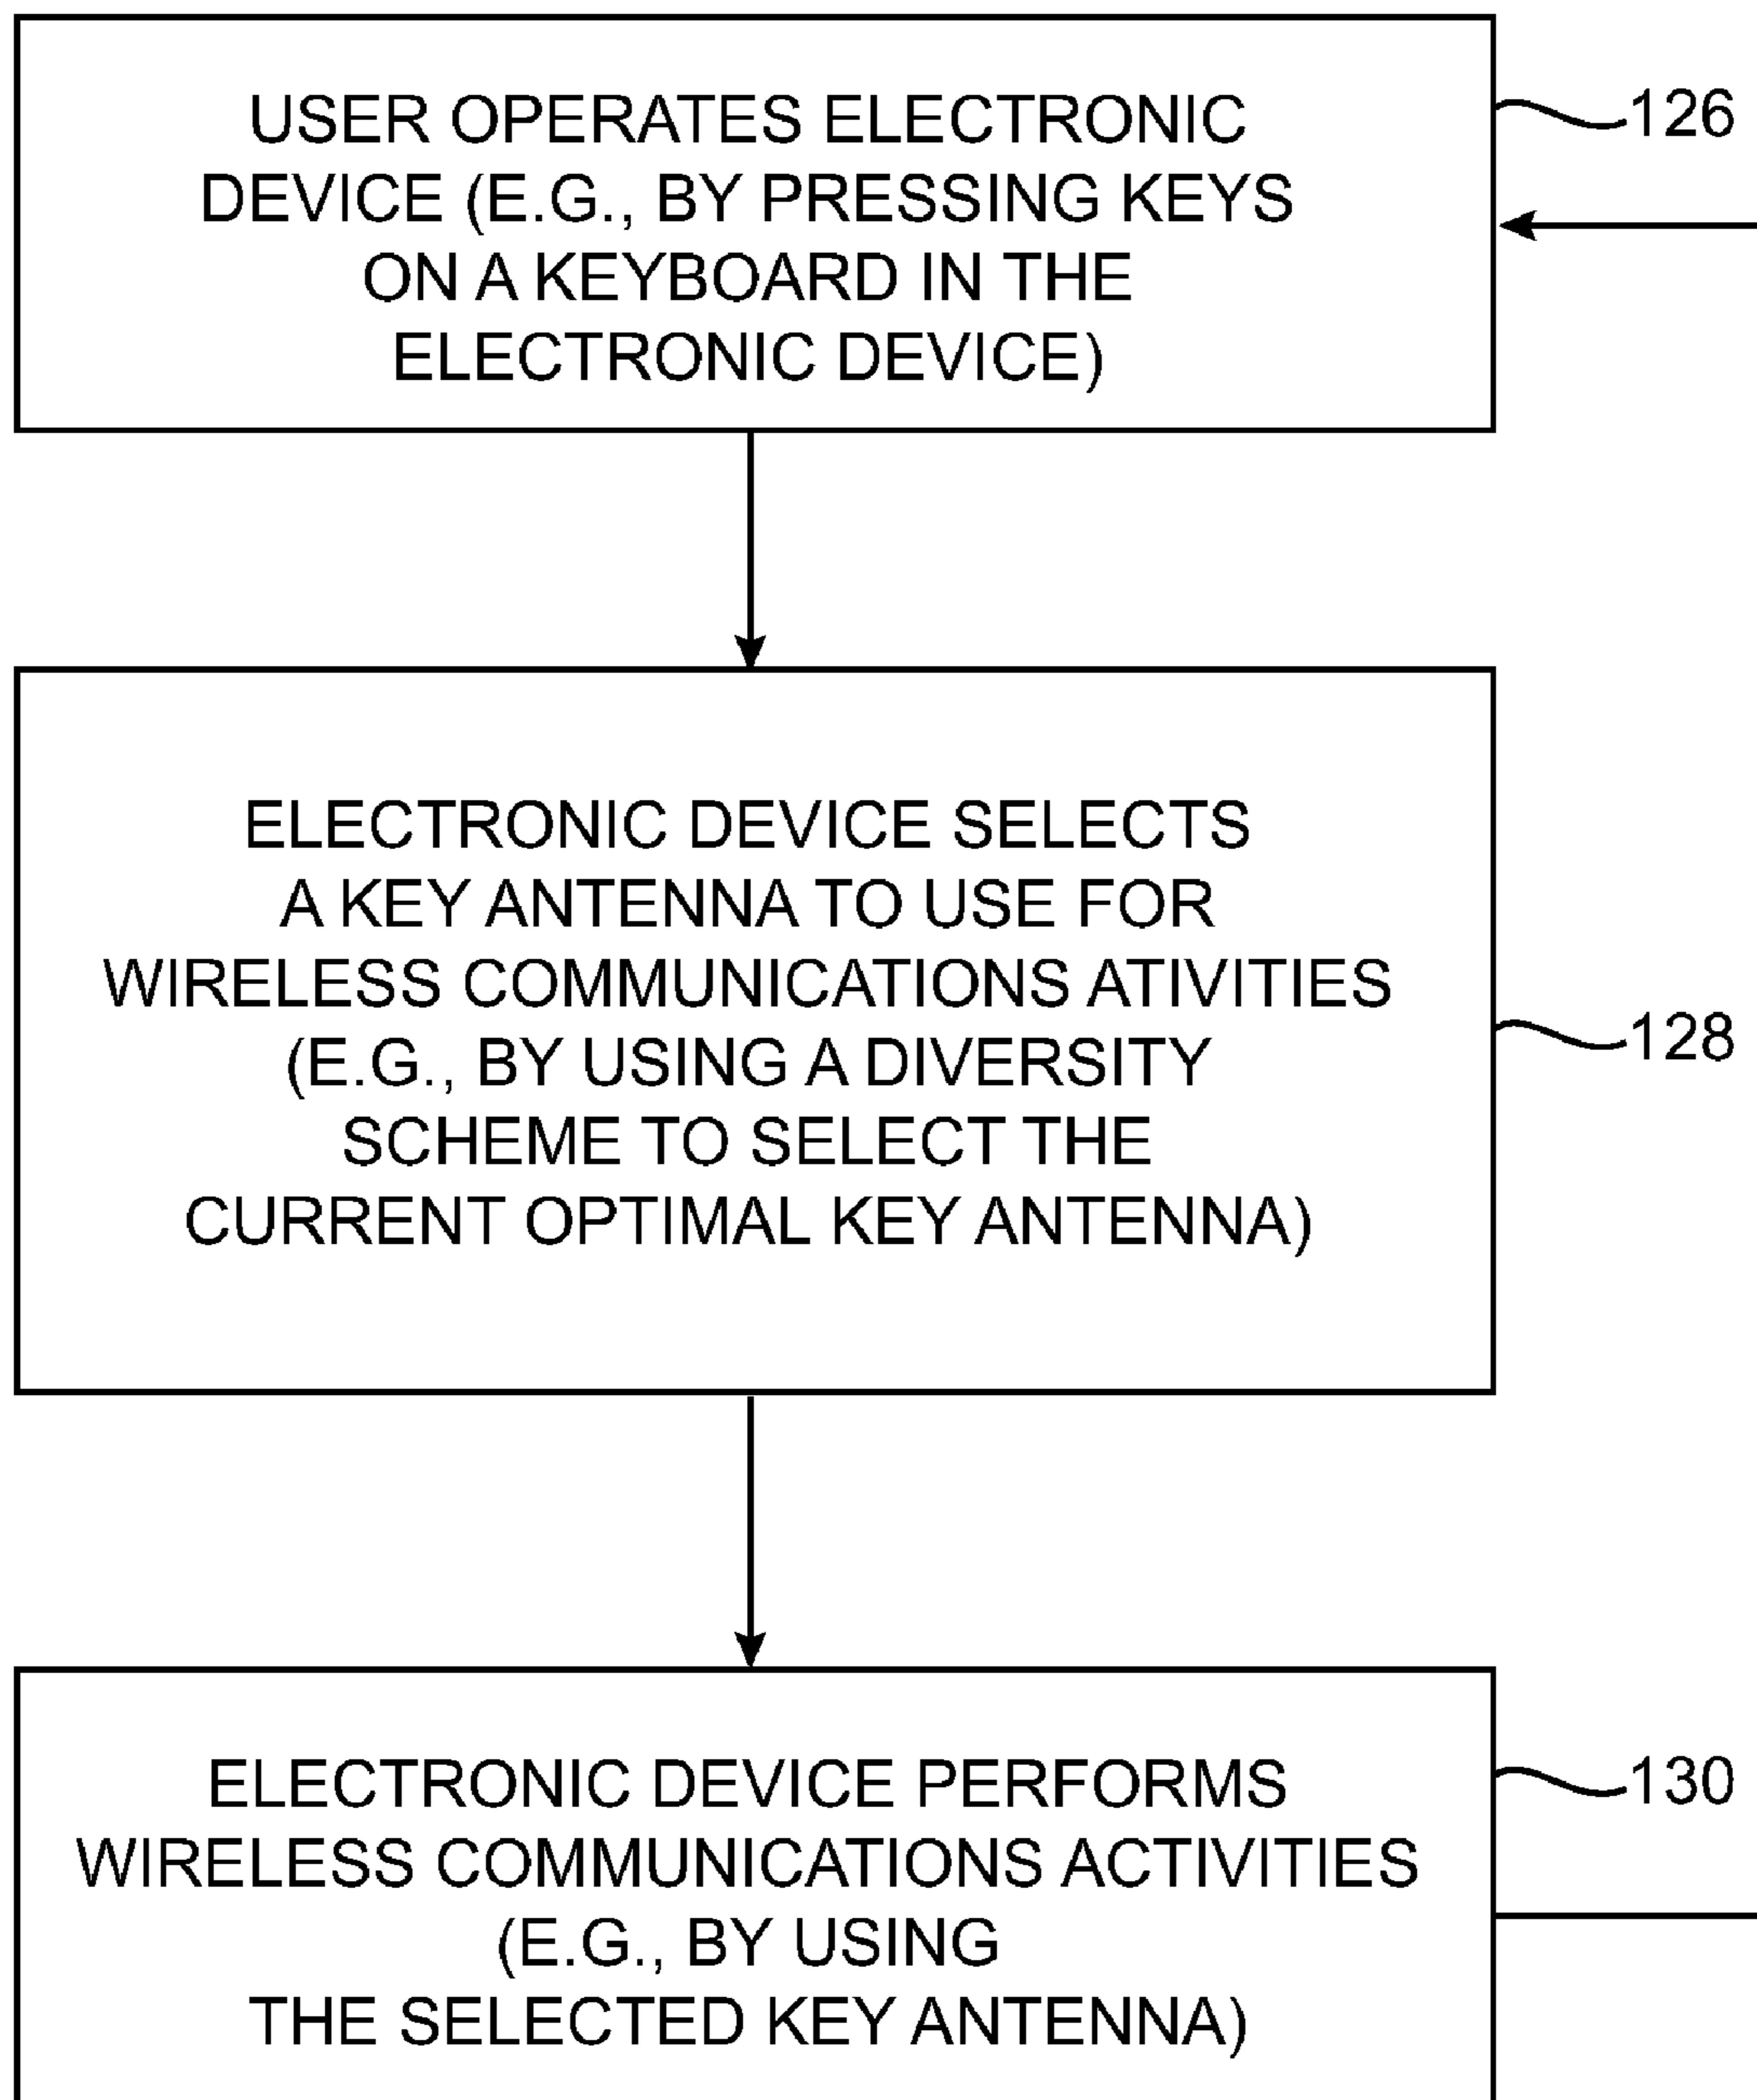 USER OPERATES ELECTRONIC
DEVICE (E.G., BY PRESSING KEYS
ON A KEYBOARD IN THE
ELECTRONIC DEVICE)
126
ELECTRONIC DEVICE SELECTS
A KEY ANTENNA TO USE FOR
WIRELESS COMMUNICATIONS ATIVITIES
(E.G., BY USING A DIVERSITY
SCHEME TO SELECT THE
CURRENT OPTIMAL KEY ANTENNA)
128
ELECTRONIC DEVICE PERFORMS
WIRELESS COMMUNICATIONS ACTIVITIES
(E.G., BY USING
THE SELECTED KEY ANTENNA)
130